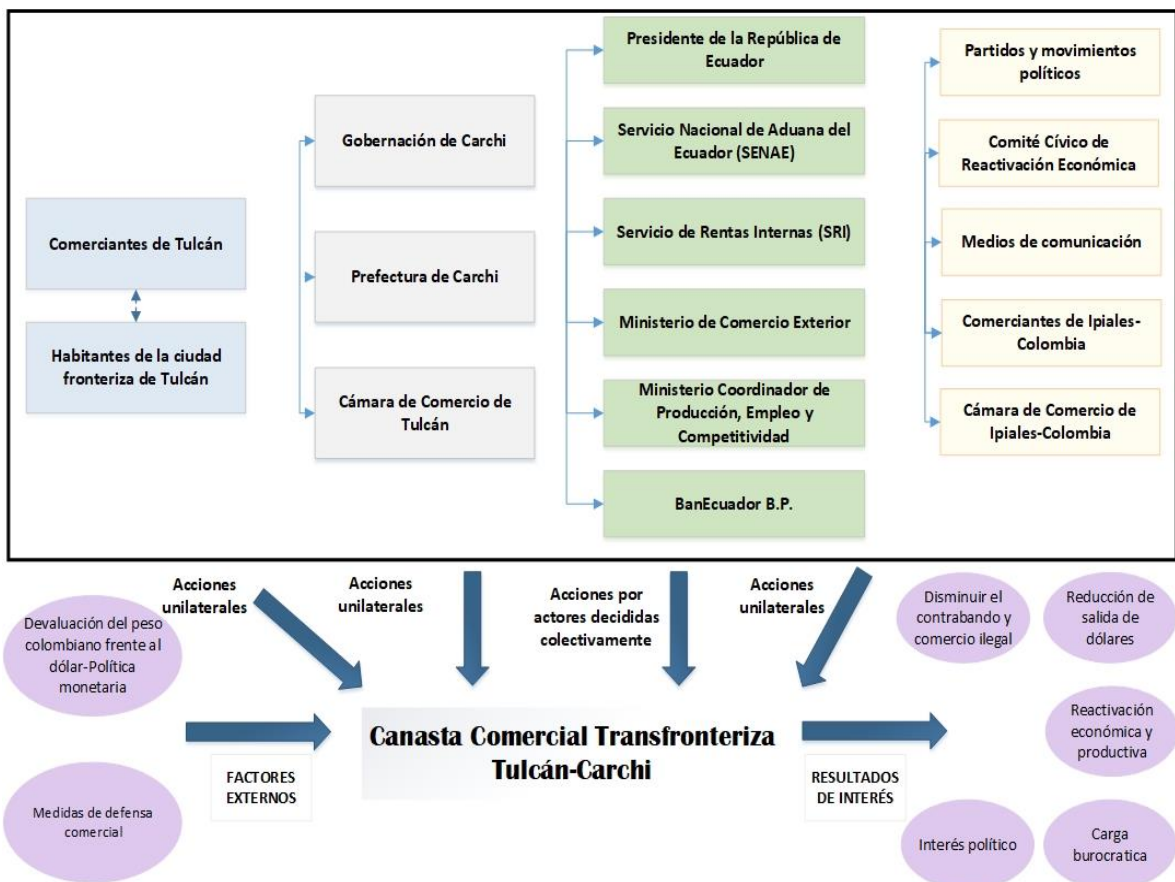 Comerciantes de Tulcán
Habitantes de la ciudad
fronteriza de Tulcán
Gobernación de Carchi
Prefectura de Carchi
Cámara de Comercio de
Tulcán
Presidente de la República de
Ecuador
Servicio Nacional de Aduana del
Ecuador (SENAE)
Servicio de Rentas Internas (SRI)
Ministerio de Comercio Exterior
Ministerio Coordinador de
Producción, Empleo y
Competitividad
BanEcuador B.P.
Partidos y movimientos
políticos
Comité Cívico de
Reactivación Económica
Medios de comunicación
Comerciantes de Ipiales-
Colombia
Cámara de Comercio de
Ipiales-Colombia
Acciones
unilaterales
Acciones
unilaterales
Acciones por
actores decididas
colectivamente
Acciones
unilaterales
Devaluación del peso
colombiano frente al
dólar-Política
monetaria
Medidas de defensa
comercial
FACTORES
EXTERNOS
Canasta Comercial Transfronteriza
Tulcán-Carchi
RESULTADOS
DE INTERÉS
Disminuir el
contrabando y
comercio ilegal
Reducción de
salida de
dólares
Reactivación
económica y
productiva
Interés político
Carga
burocratica